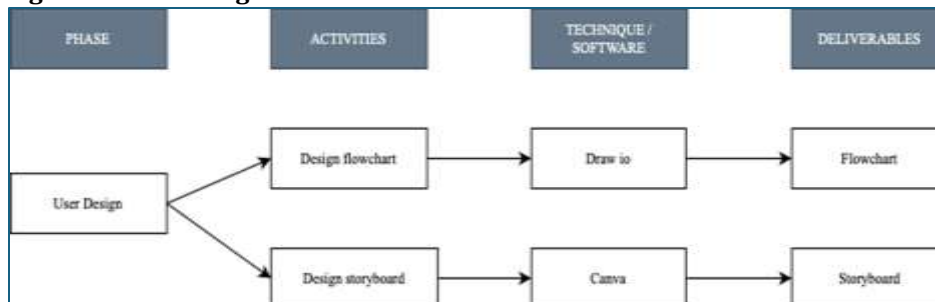 PHASE
ACTIVITIES
TECHNIQUE /
SOFTWARE
DELIVERABLES
Design flowchart
Draw io
Flowchart
User Design
Design storyboard
Canva
Storyboard